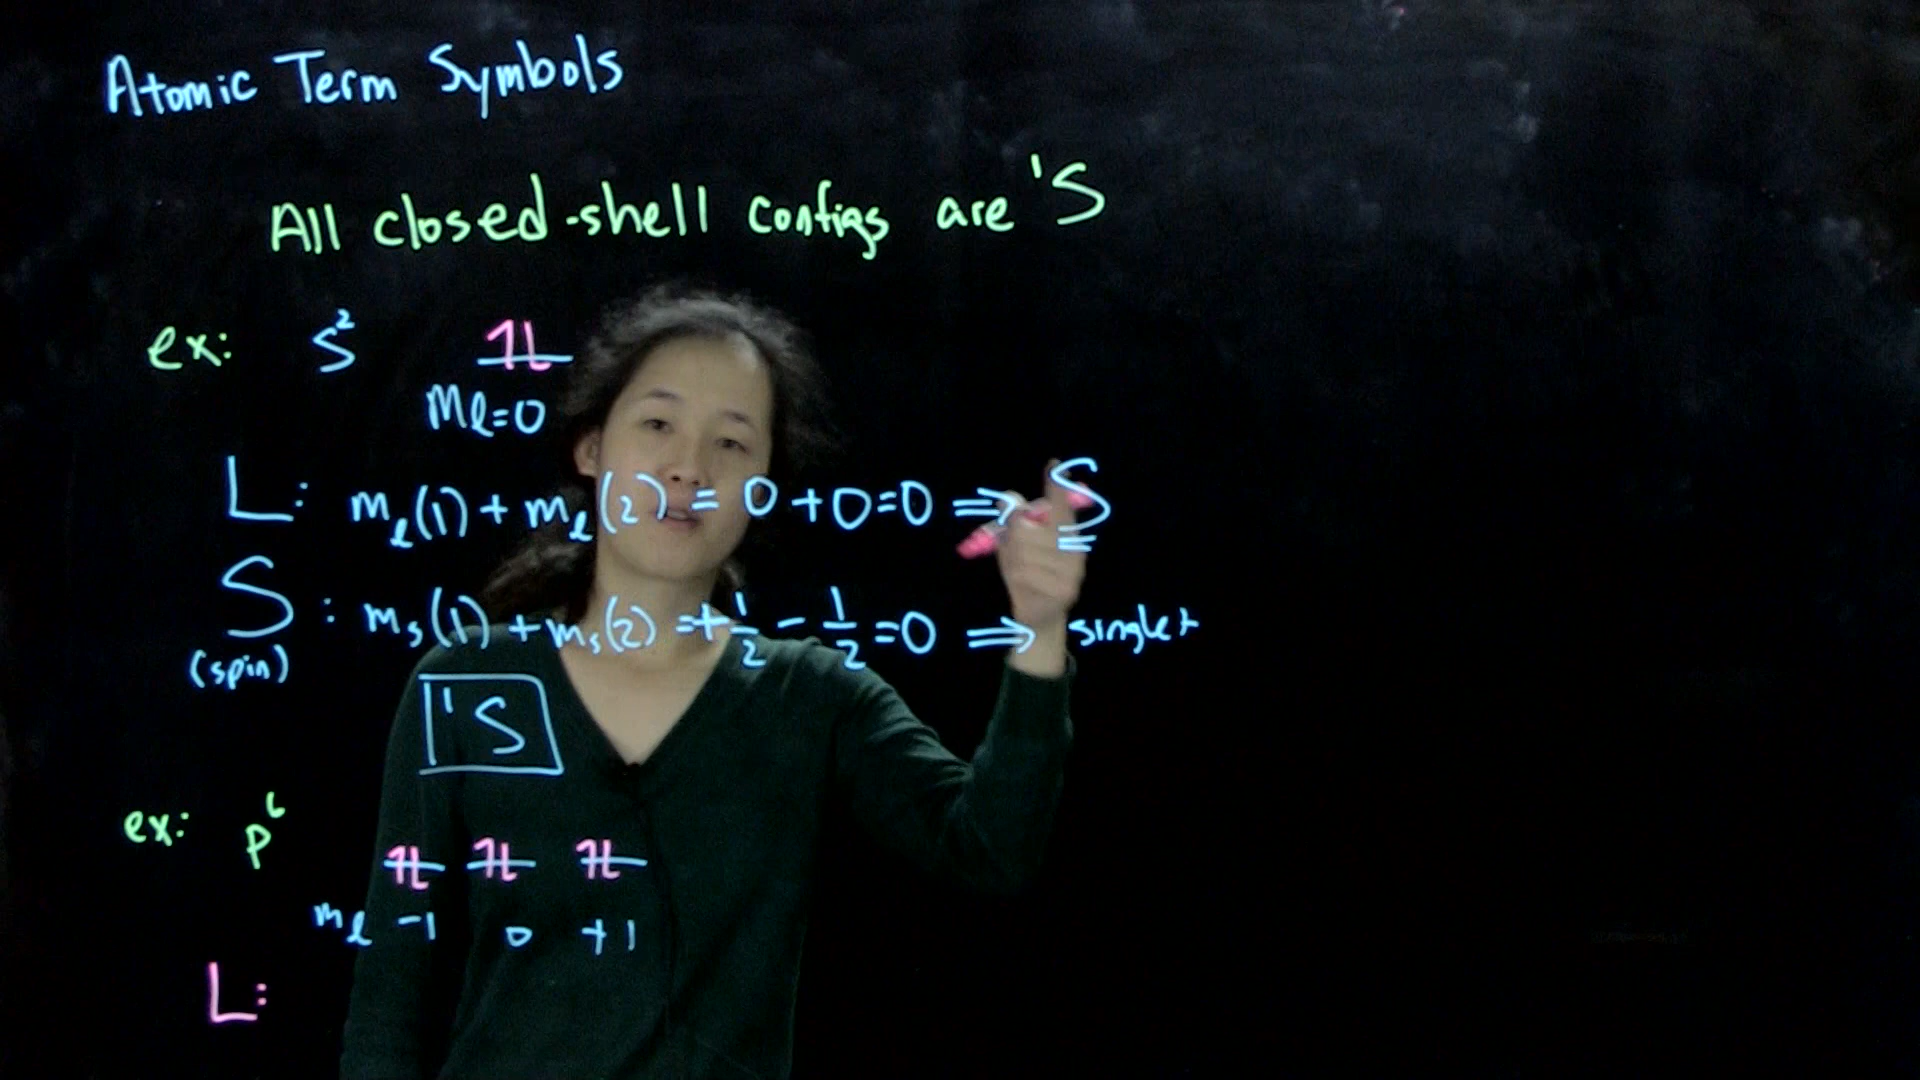 Atomic Term Symbols
All closed-shell configs are ¹S
ex: s² ↿⇂
mℓ=0
L: mℓ(1) + mℓ(2) = 0 + 0 = 0 ⇒ S
S: mₛ(1) + mₛ(2) = +1/2 - 1/2 = 0 ⇒ singlet
(spin)
¹S
ex: p⁶
↿⇂ ↿⇂ ↿⇂
mℓ -1 0 +1
L: